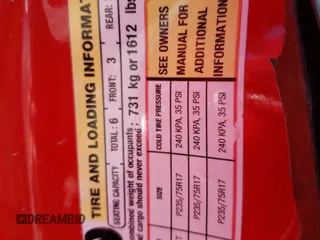 TIRE AND LOADING INFORMA
SEATING CAPACITY TOTAL: 6 FRONT: 3 REAR:
ombined weight of occupants
nd cargo should never exceed: 731 kg or 1612 lbs
COLD TIRE PRESSURE
P235/75R17 240 KPA, 35 PSI
P235/75R17 240 KPA, 35 PSI
P235/75R17 240 KPA, 35 PSI
SEE OWNERS
MANUAL FOR
ADDITIONAL
INFORMATION
DREAMBID